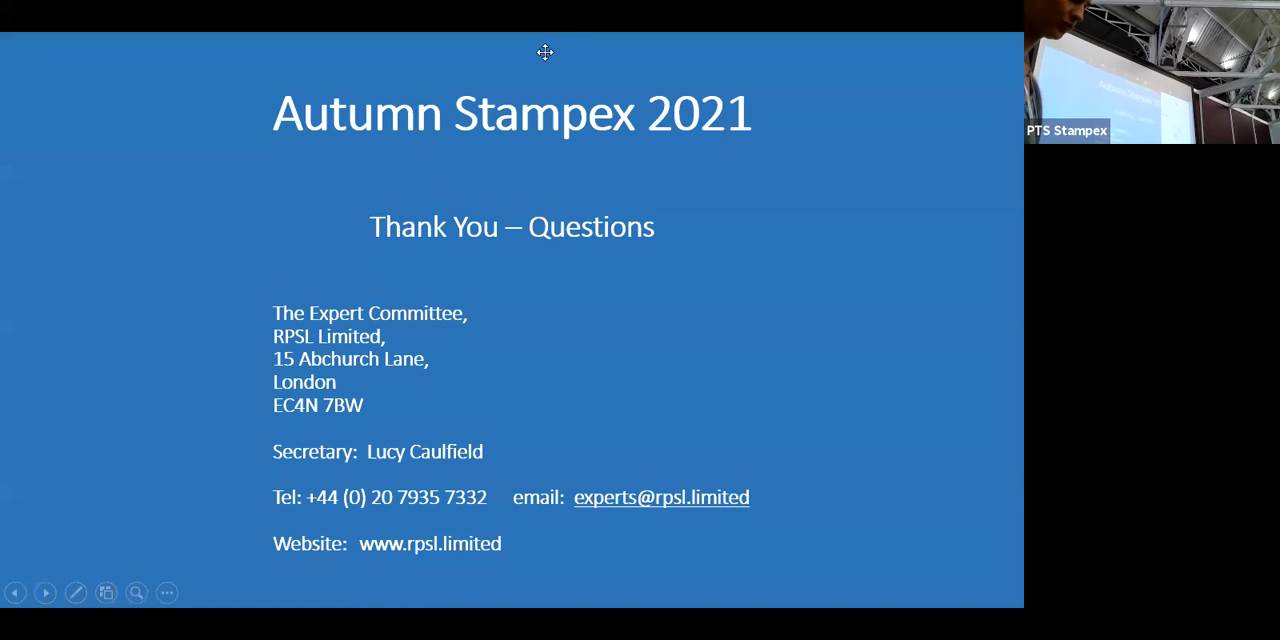 Autumn Stampex 2021
Thank You – Questions
The Expert Committee,
RPSL Limited,
15 Abchurch Lane,
London
EC4N 7BW
Secretary: Lucy Caulfield
Tel: +44 (0) 20 7935 7332 email: experts@rpsl.limited
Website: www.rpsl.limited
PTS Stampex